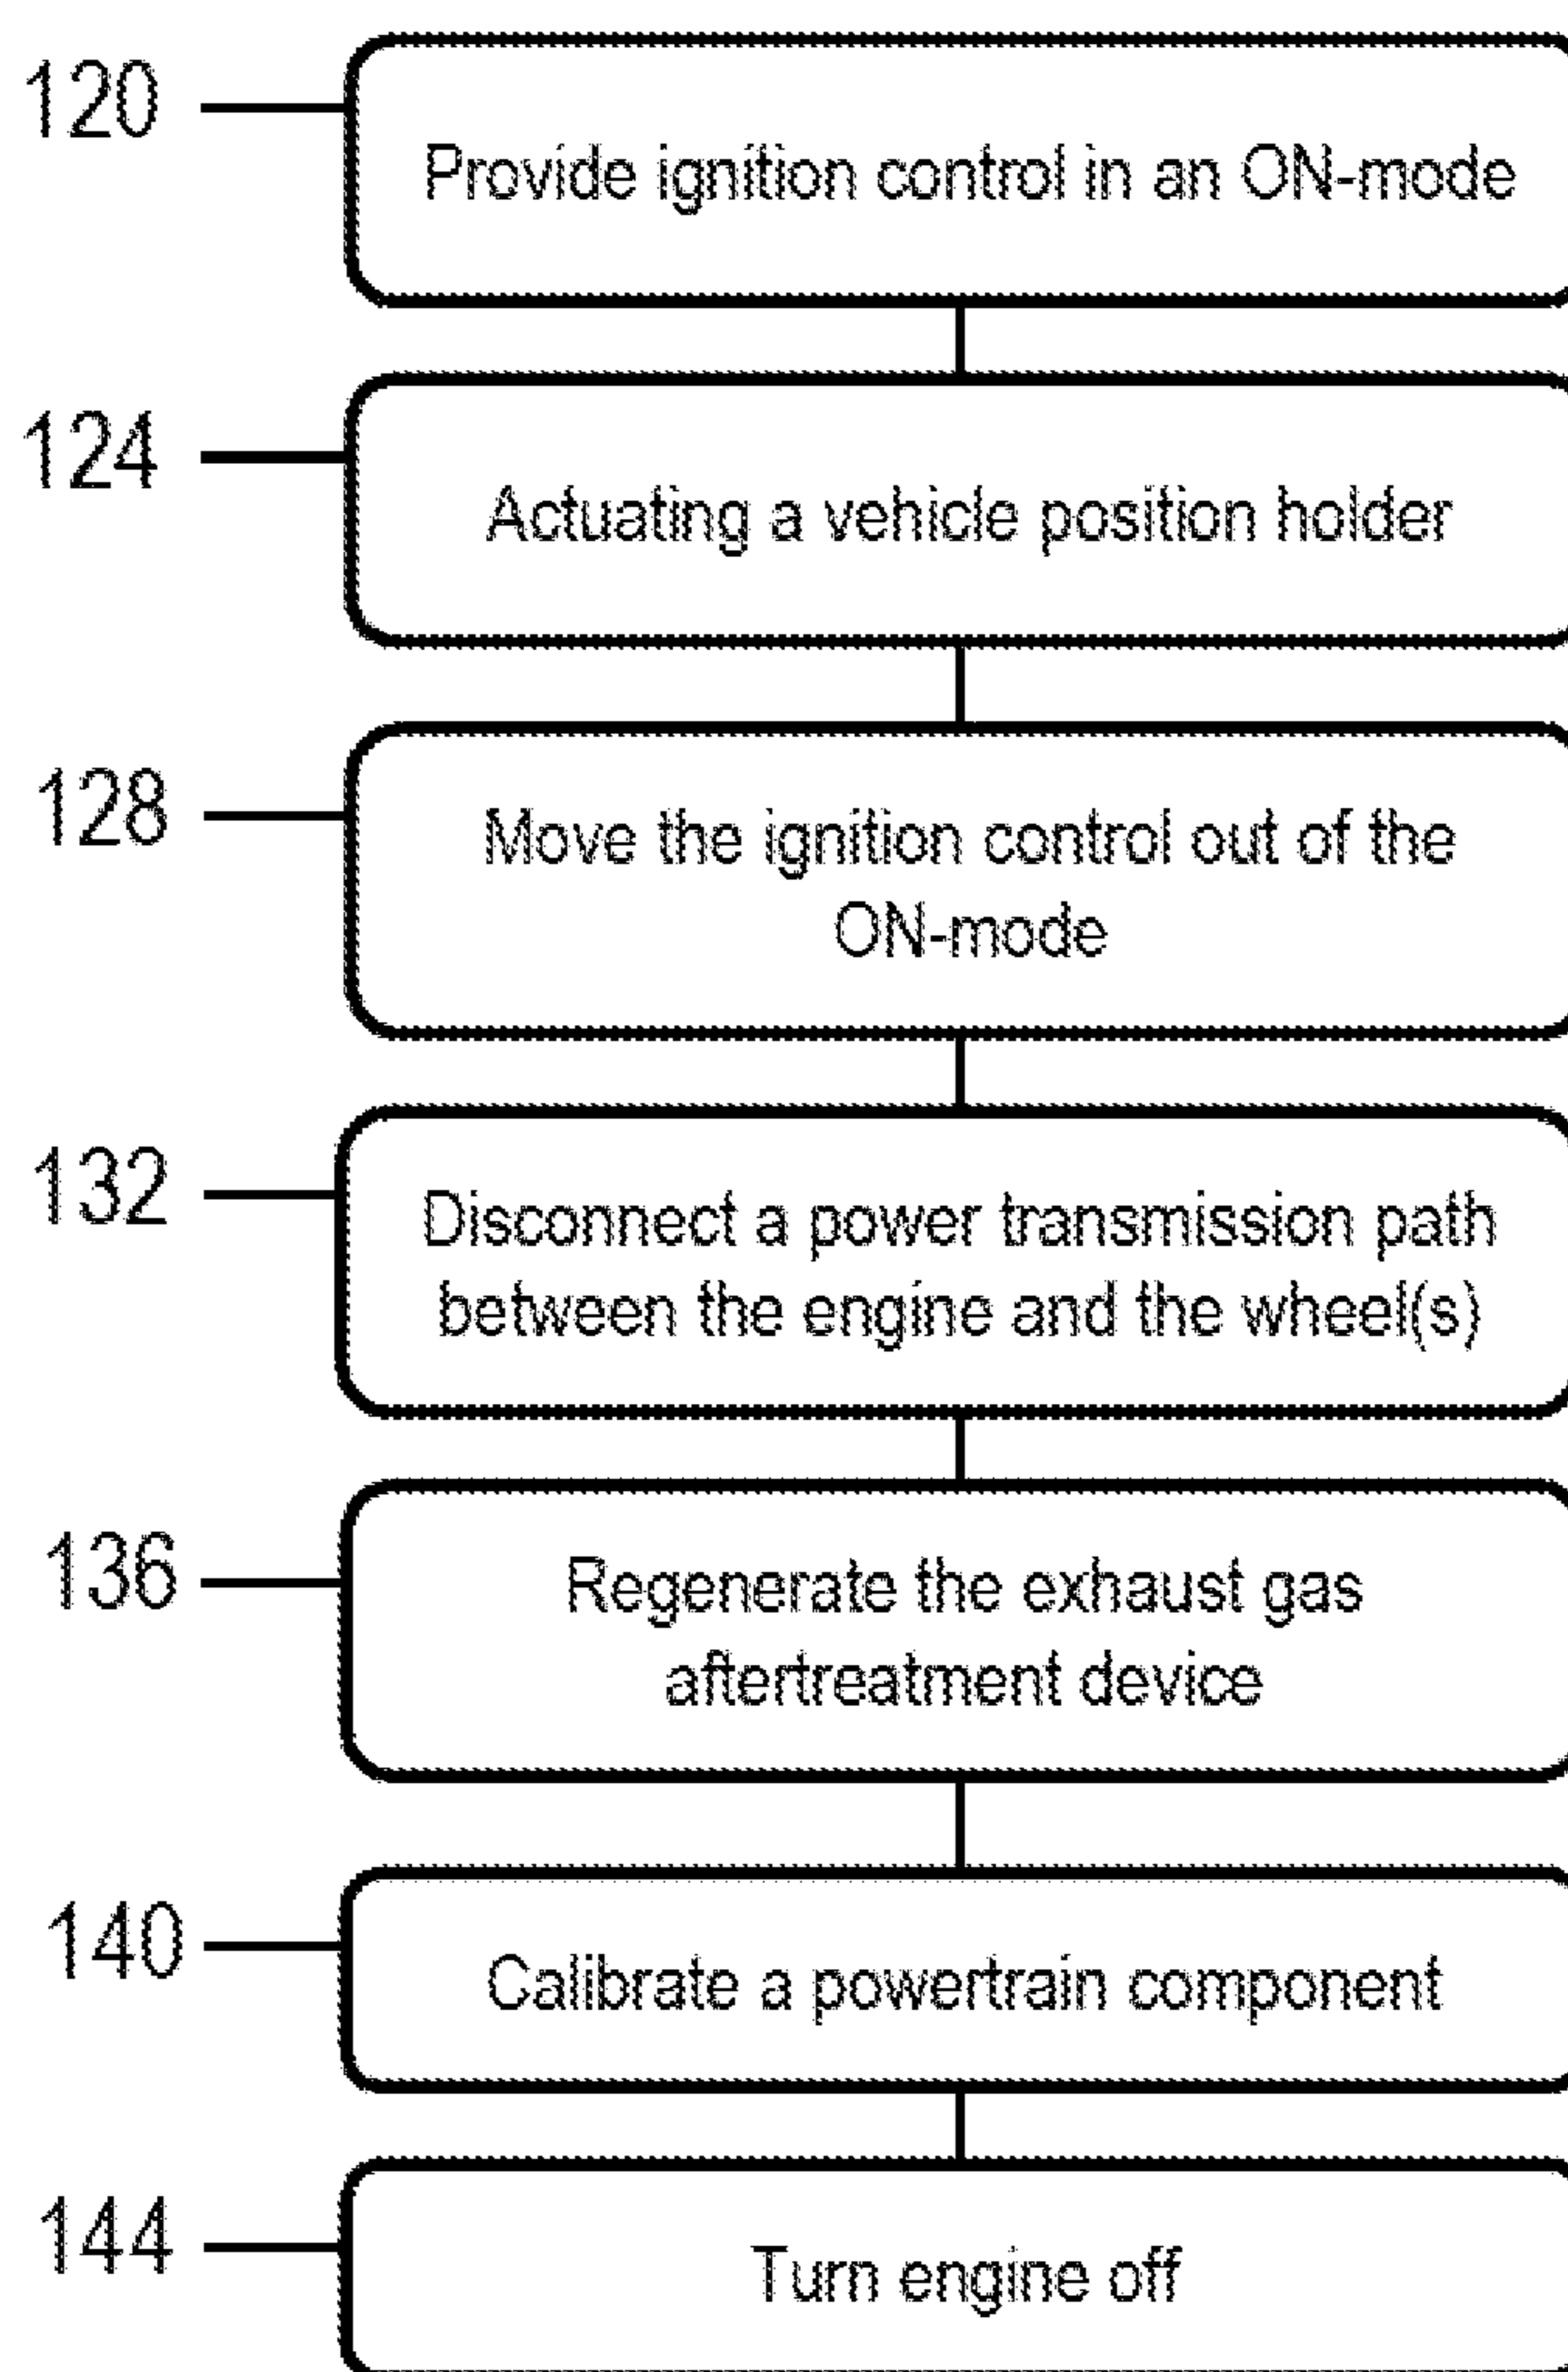 120
Provide ignition control in an ON-mode
124
Actuating a vehicle position holder
128
Move the ignition control out of the
ON-mode
132
Disconnect a power transmission path
between the engine and the wheel(s)
136
Regenerate the exhaust gas
aftertreatment device
140
Calibrate a powertrain component
144
Turn engine off